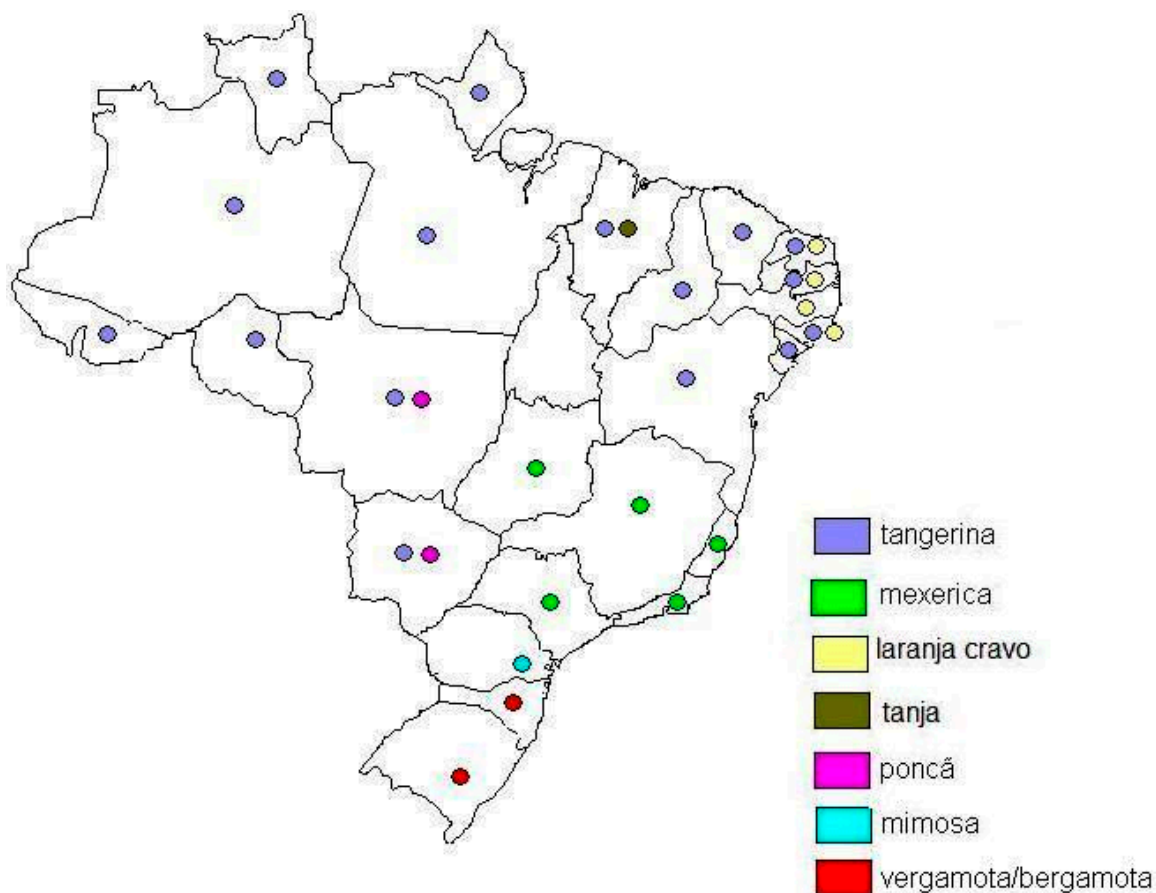 tangerina
mexerica
laranja cravo
tanja
poncã
mimosa
vergamota/bergamota